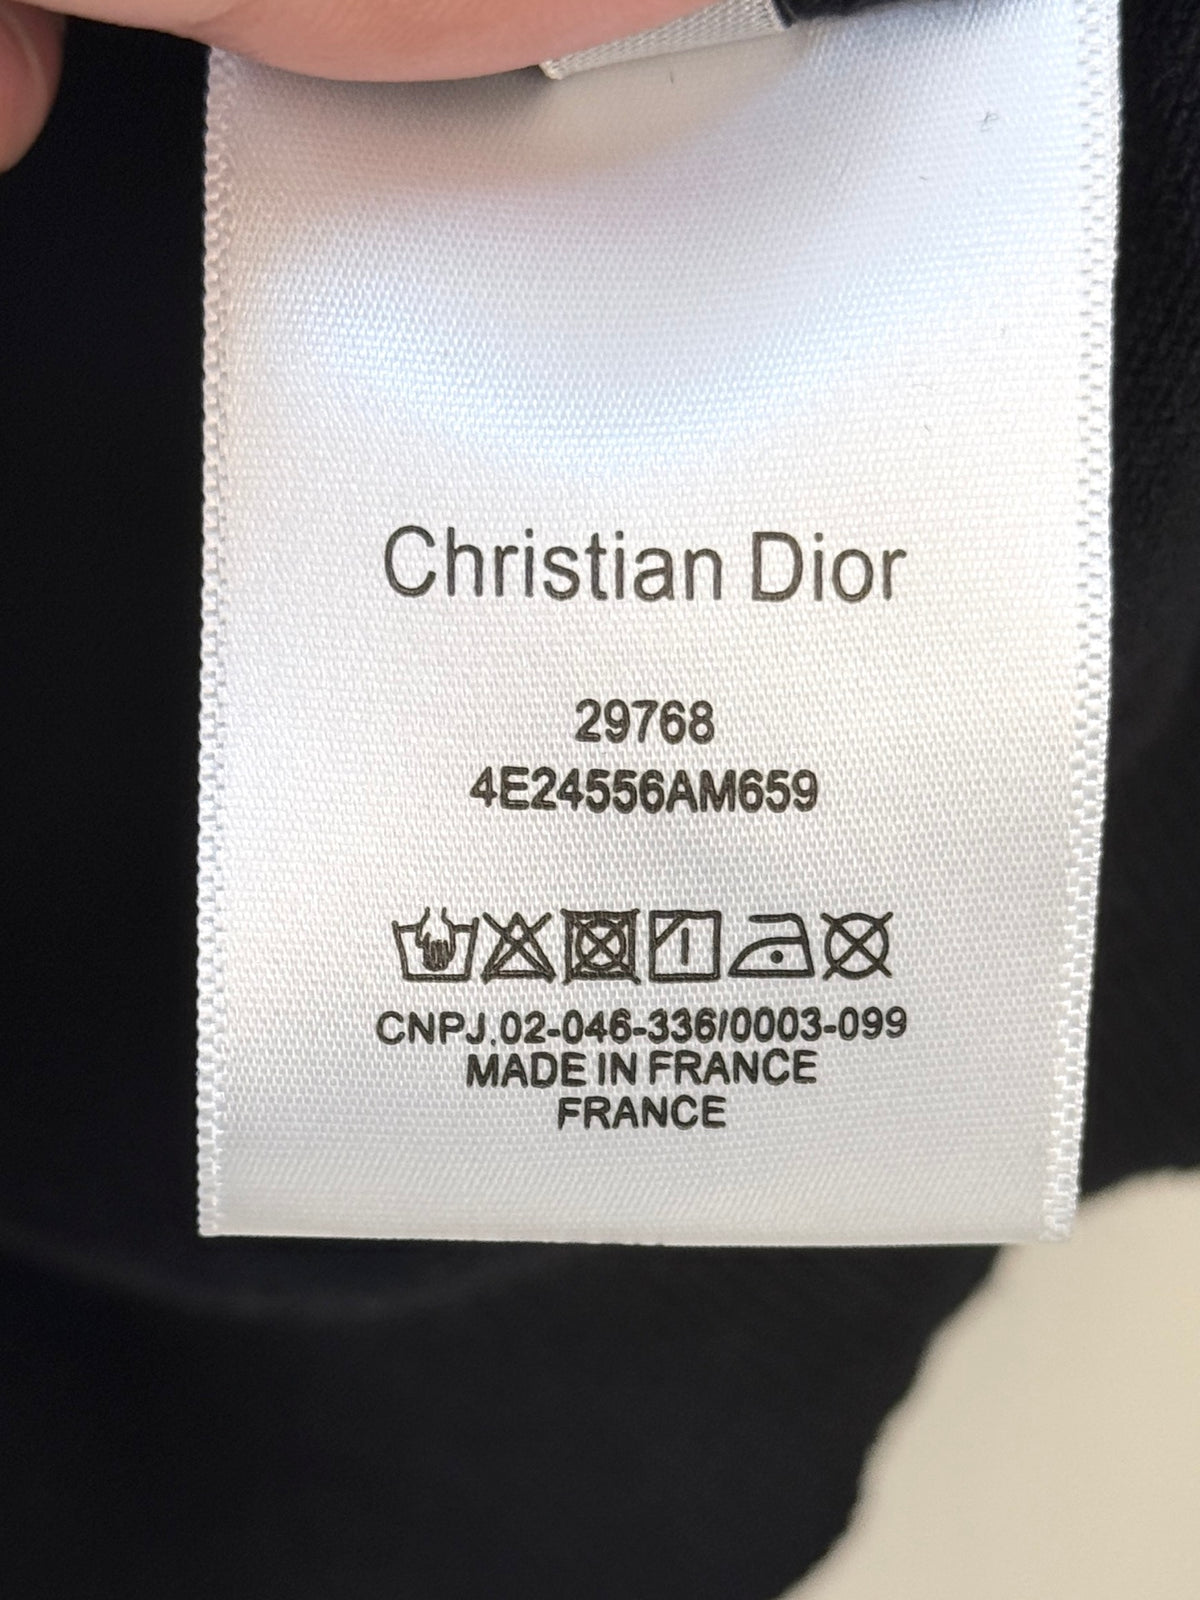 Christian Dior
29768
4E24556AM659
CNPJ.02-046-336/0003-099
MADE IN FRANCE
FRANCE